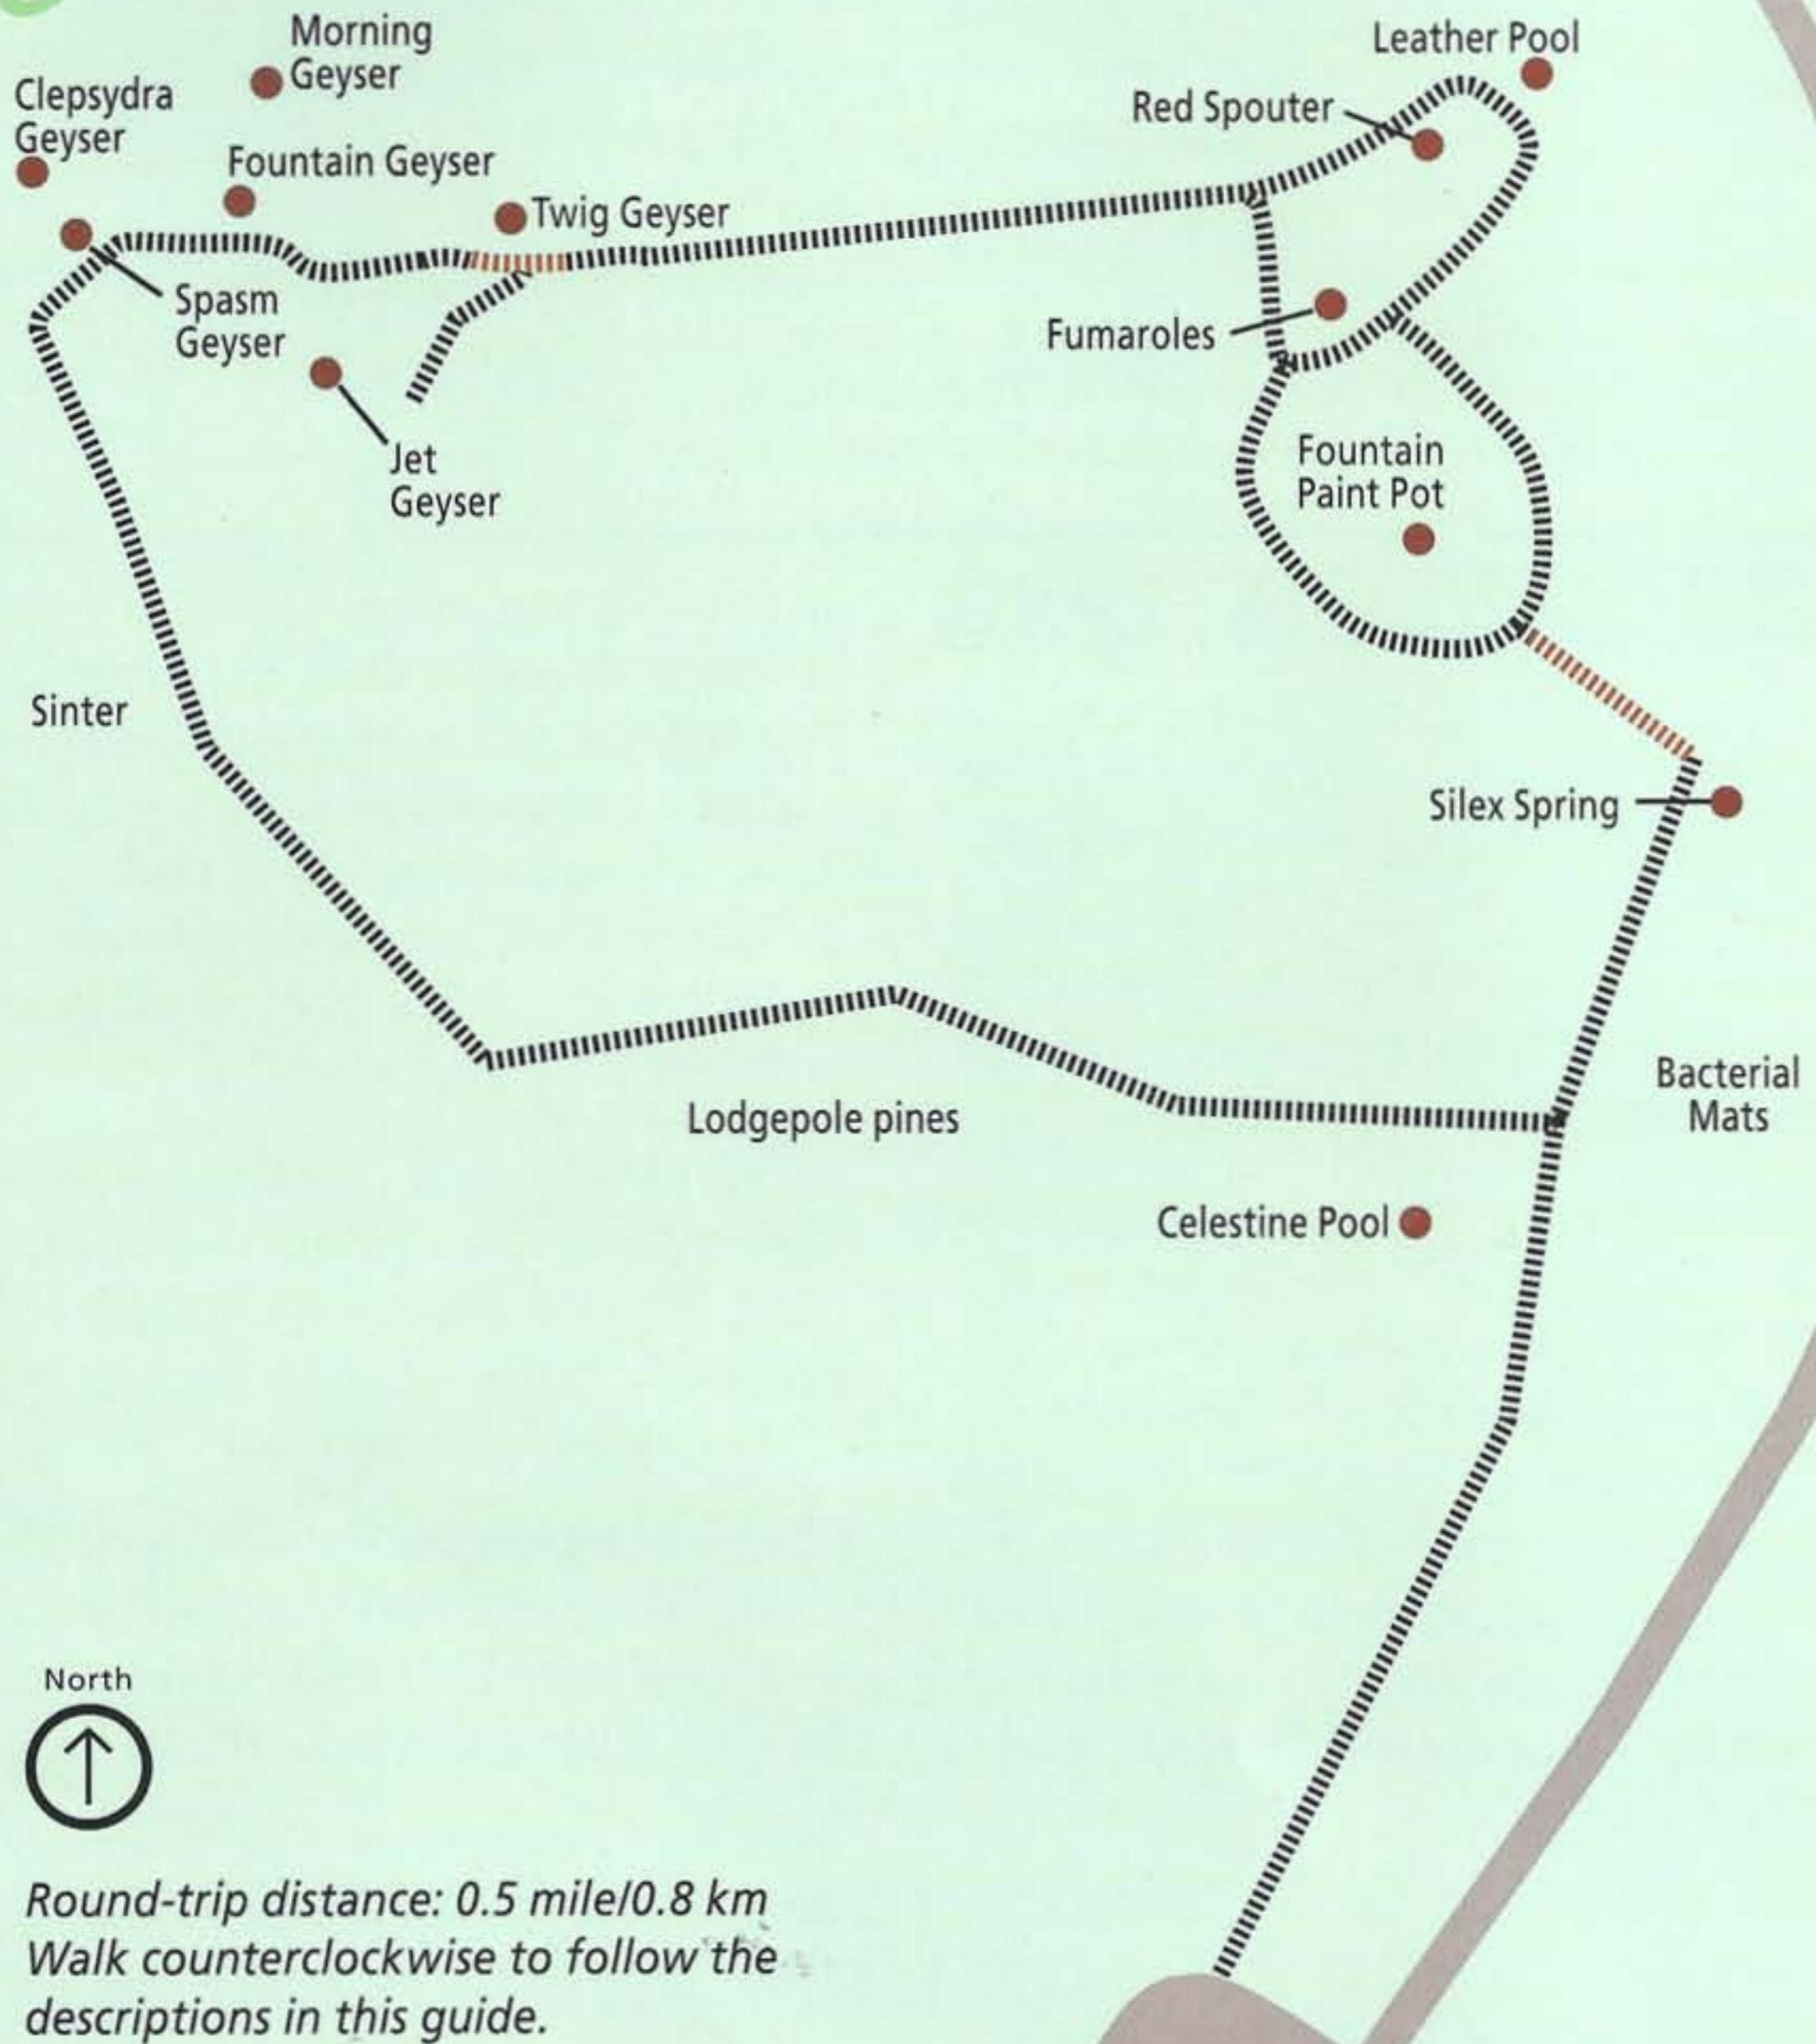 Morning
Geyser
Leather Pool
Clepsydra
Geyser
Red Spouter
Fountain Geyser
Twig Geyser
Spasm
Geyser
Fumaroles
Jet
Geyser
Fountain
Paint Pot
Sinter
Silex Spring
Bacterial
Mats
Lodgepole pines
Celestine Pool
North
Round-trip distance: 0.5 mile/0.8 km
Walk counterclockwise to follow the
descriptions in this guide.